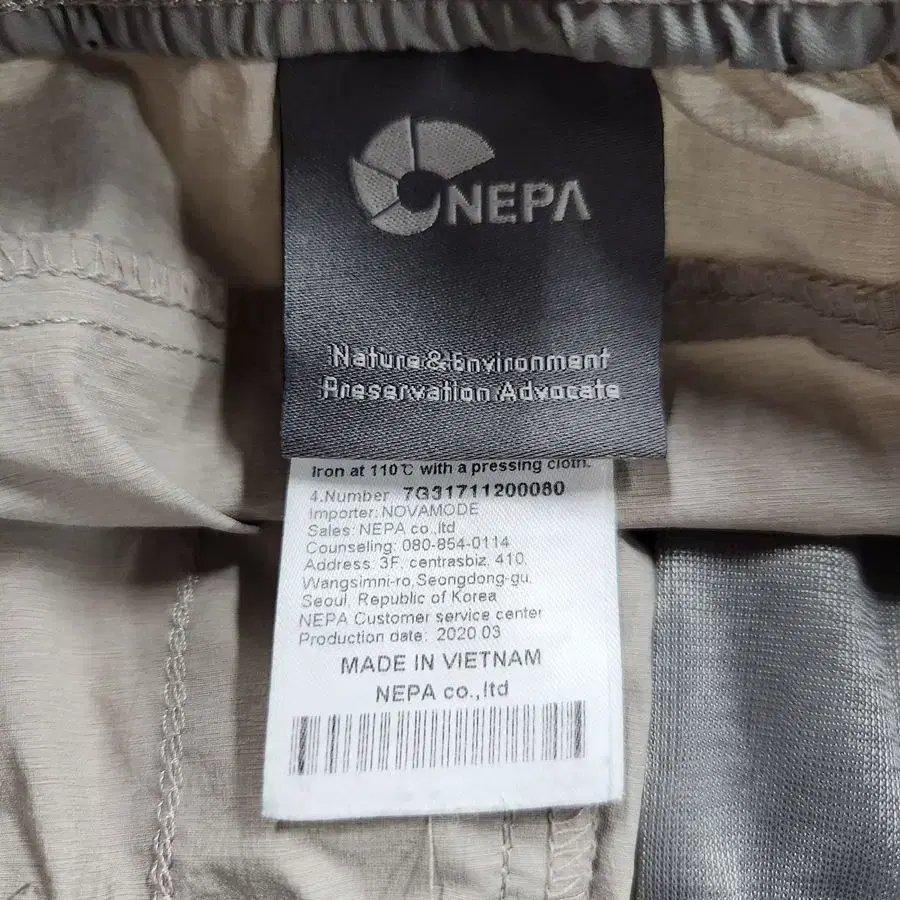 NEPA
Nature & Environment
Preservation Advocate
Iron at 110℃ with a pressing cloth.
4.Number 7G31711200080
Importer: NOVAMODE
Sales: NEPA co.,ltd
Counseling: 080-854-0114
Address: 3F, centrasbiz, 410,
Wangsimni-ro,Seongdong-gu,
Seoul, Republic of Korea
NEPA Customer service center
Production date: 2020.03
MADE IN VIETNAM
NEPA co.,ltd